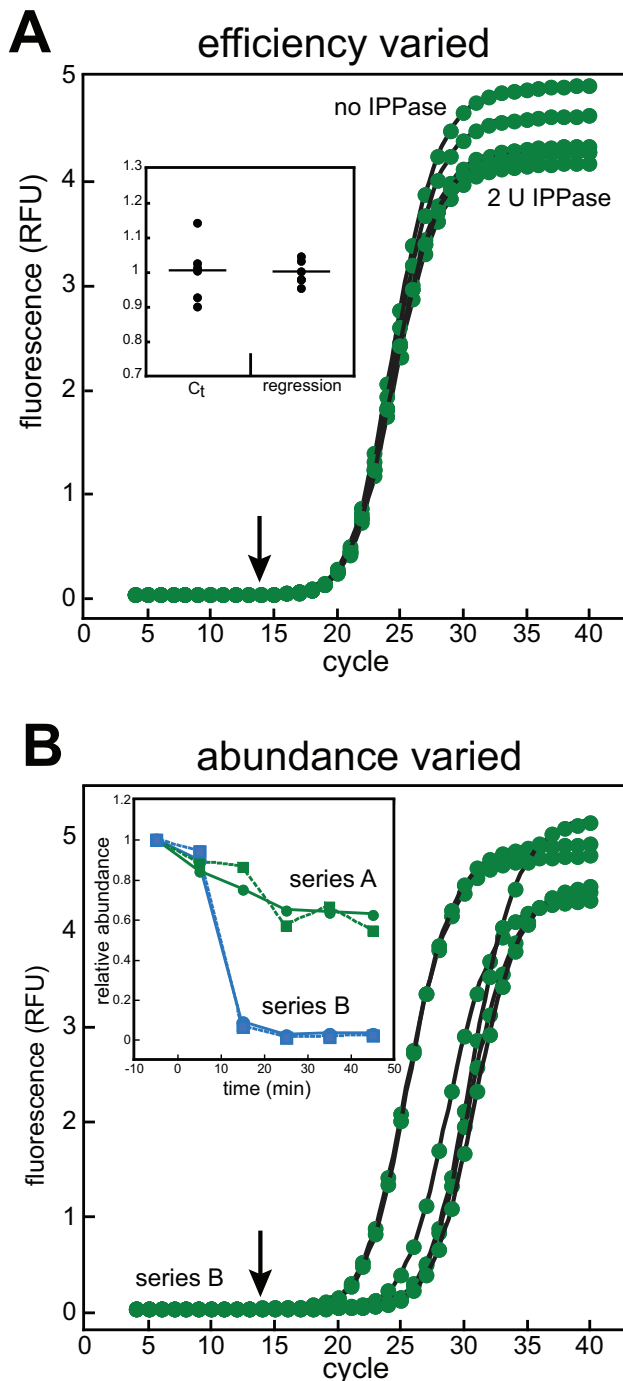 A
efficiency varied
fluorescence (RFU)
5
4
3
2
1
0
no IPPase
2 U IPPase
1.3
1.2
1.1
1
0.9
0.8
0.7
Ct
regression
0 5 10 15 20 25 30 35 40
cycle
B
abundance varied
fluorescence (RFU)
5
4
3
2
1
0
relative abundance
1.2
1
0.8
0.6
0.4
0.2
0
series A
series B
-10 0 10 20 30 40 50
time (min)
series B
0 5 10 15 20 25 30 35 40
cycle